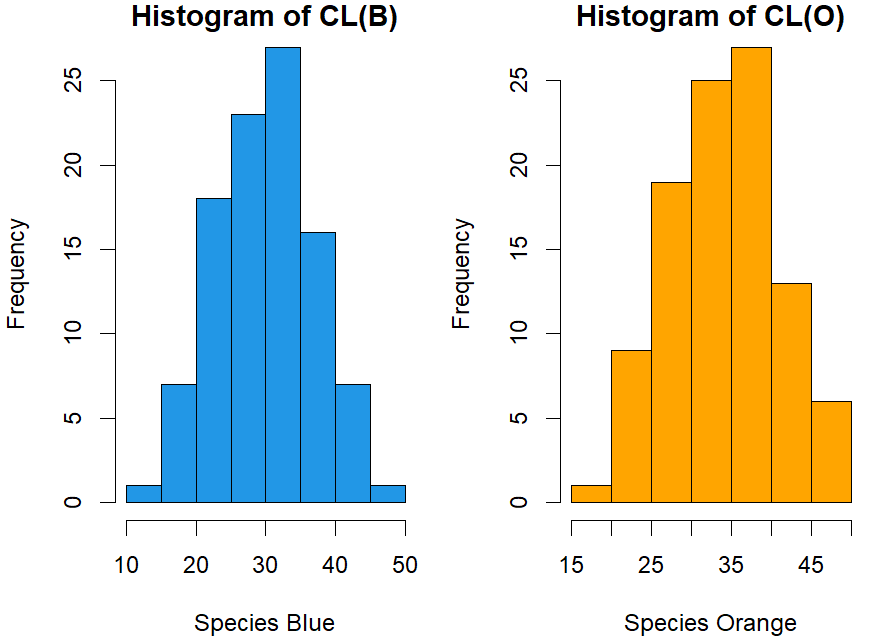 Histogram of CL(B)
Frequency
0 5 10 15 20 25
10 20 30 40 50
Species Blue
Histogram of CL(O)
Frequency
0 5 10 15 20 25
15 25 35 45
Species Orange